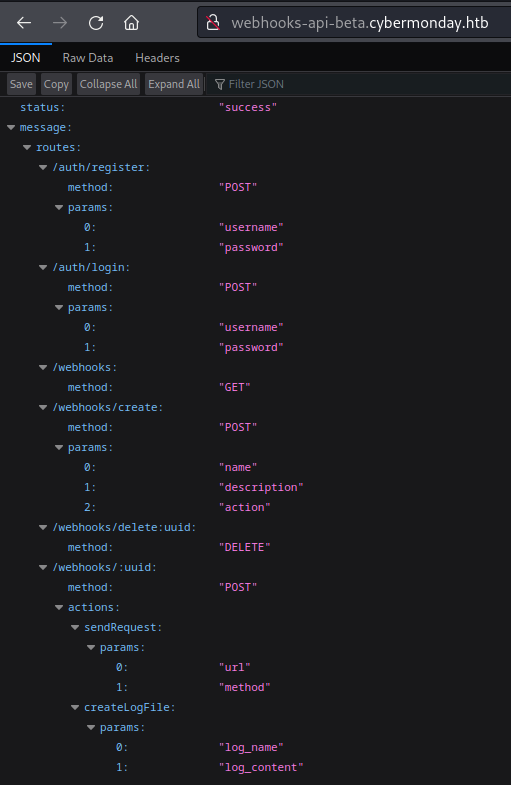 webhooks-api-beta.cybermonday.htb
JSON Raw Data Headers
Save Copy Collapse All Expand All Filter JSON
status: "success"
message:
routes:
/auth/register:
method: "POST"
params:
0: "username"
1: "password"
/auth/login:
method: "POST"
params:
0: "username"
1: "password"
/webhooks:
method: "GET"
/webhooks/create:
method: "POST"
params:
0: "name"
1: "description"
2: "action"
/webhooks/delete:uuid:
method: "DELETE"
/webhooks/:uuid:
method: "POST"
actions:
sendRequest:
params:
0: "url"
1: "method"
createLogFile:
params:
0: "log_name"
1: "log_content"